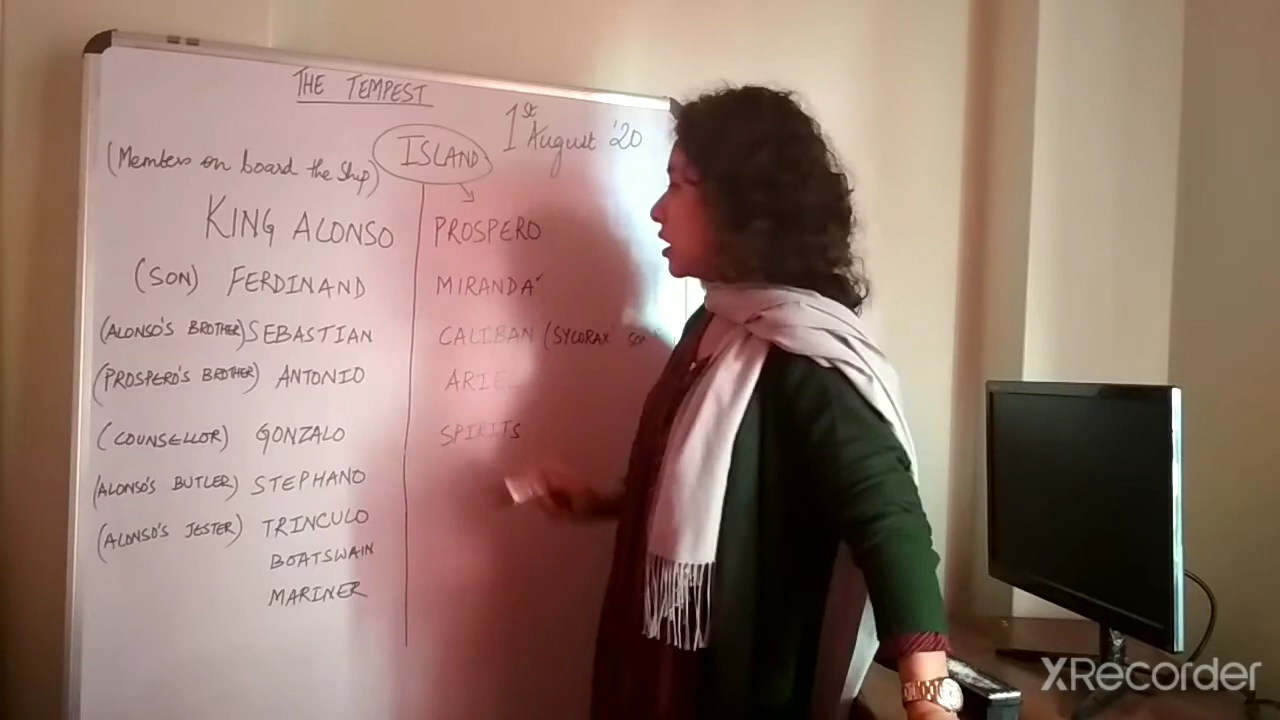 THE TEMPEST
1st August '20
(Members on board the ship)
ISLAND
KING ALONSO
(SON) FERDINAND
(ALONSO'S BROTHER) SEBASTIAN
(PROSPERO'S BROTHER) ANTONIO
(COUNSELLOR) GONZALO
(ALONSO'S BUTLER) STEPHANO
(ALONSO'S JESTER) TRINCULO
BOATSWAIN
MARINER
PROSPERO
MIRANDA
CALIBAN (SYCORAX' SON
ARIEL
SPIRITS
XRecorder